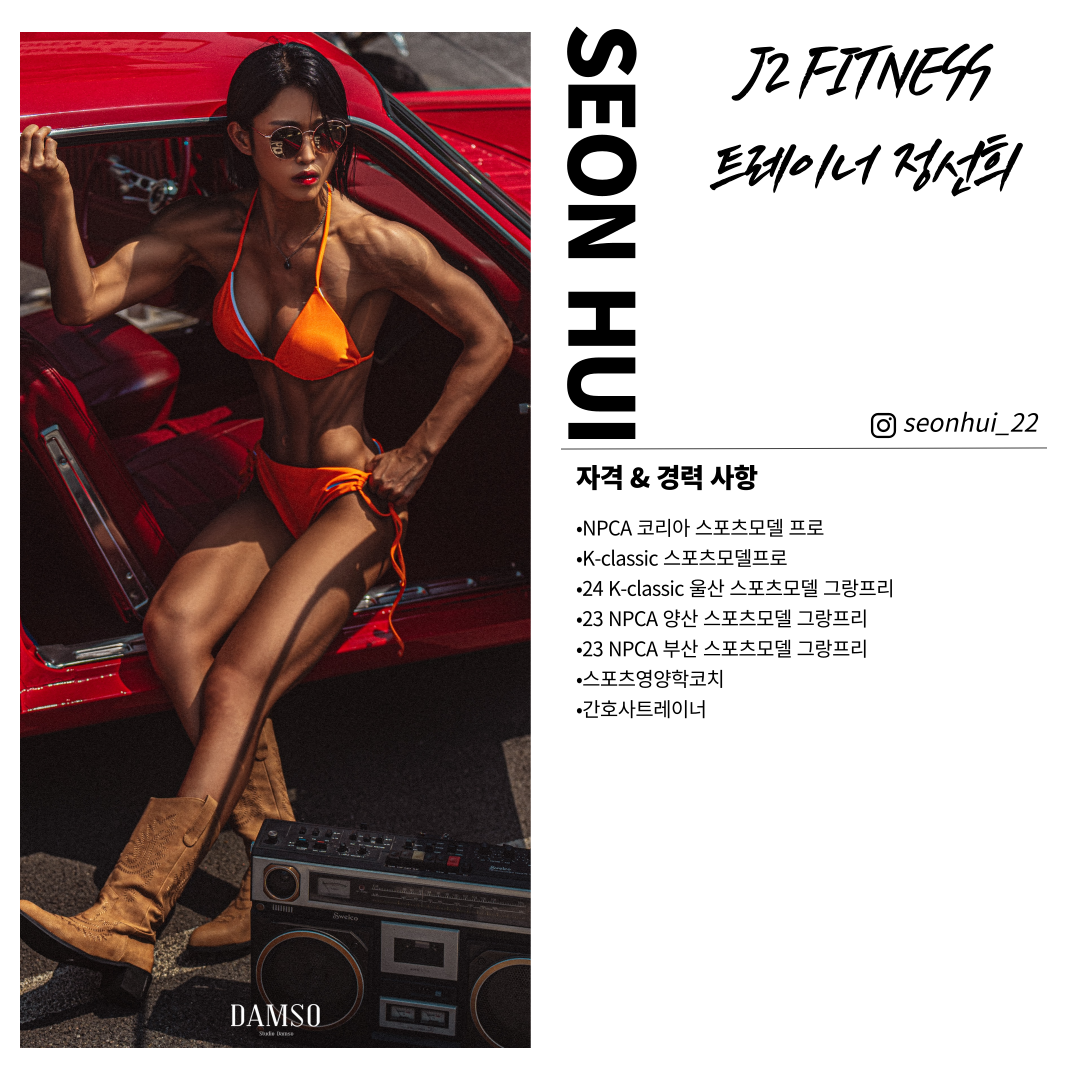 SEON HUI
J2 FITNESS
트레이너 정선희
seonhui_22
자격 & 경력 사항
•NPCA 코리아 스포츠모델 프로
•K-classic 스포츠모델프로
•24 K-classic 울산 스포츠모델 그랑프리
•23 NPCA 양산 스포츠모델 그랑프리
•23 NPCA 부산 스포츠모델 그랑프리
•스포츠영양학코치
•간호사트레이너
DAMSO
Studio Damso